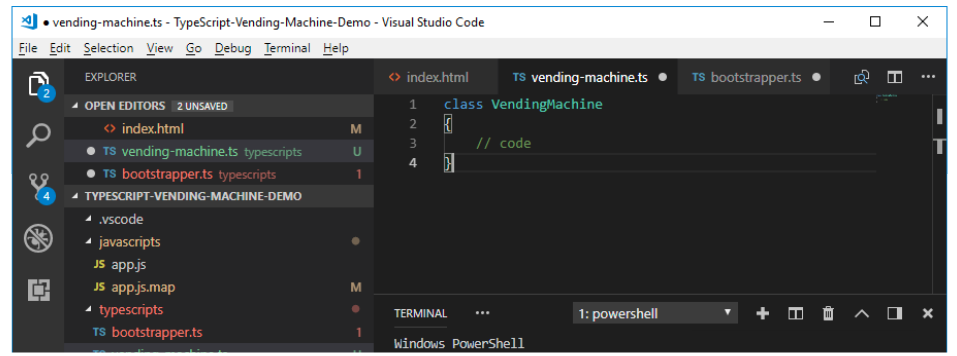 ● vending-machine.ts - TypeScript-Vending-Machine-Demo - Visual Studio Code
File Edit Selection View Go Debug Terminal Help
EXPLORER
OPEN EDITORS 2 UNSAVED
<> index.html M
● TS vending-machine.ts typescripts U
● TS bootstrapper.ts typescripts 1
TYPESCRIPT-VENDING-MACHINE-DEMO
.vscode
javascripts ●
JS app.js
JS app.js.map M
typescripts ●
TS bootstrapper.ts 1
TS vending-machine.ts U
2
4
<> index.html TS vending-machine.ts ● TS bootstrapper.ts ● ...
1 class VendingMachine
2 {
3 // code
4 }
TERMINAL ... 1: powershell
Windows PowerShell